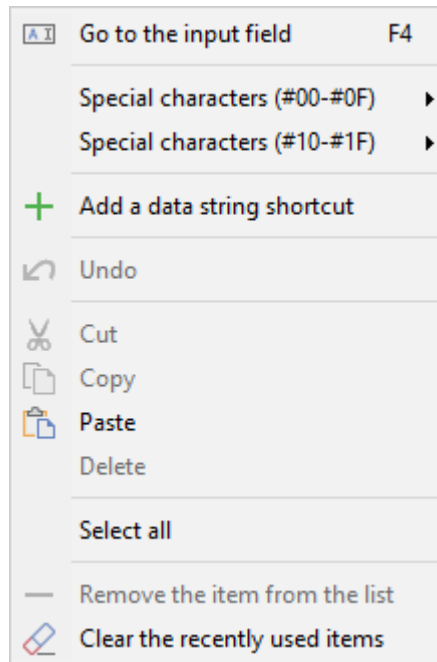 Go to the input field F4
Special characters (#00-#0F)
Special characters (#10-#1F)
Add a data string shortcut
Undo
Cut
Copy
Paste
Delete
Select all
Remove the item from the list
Clear the recently used items